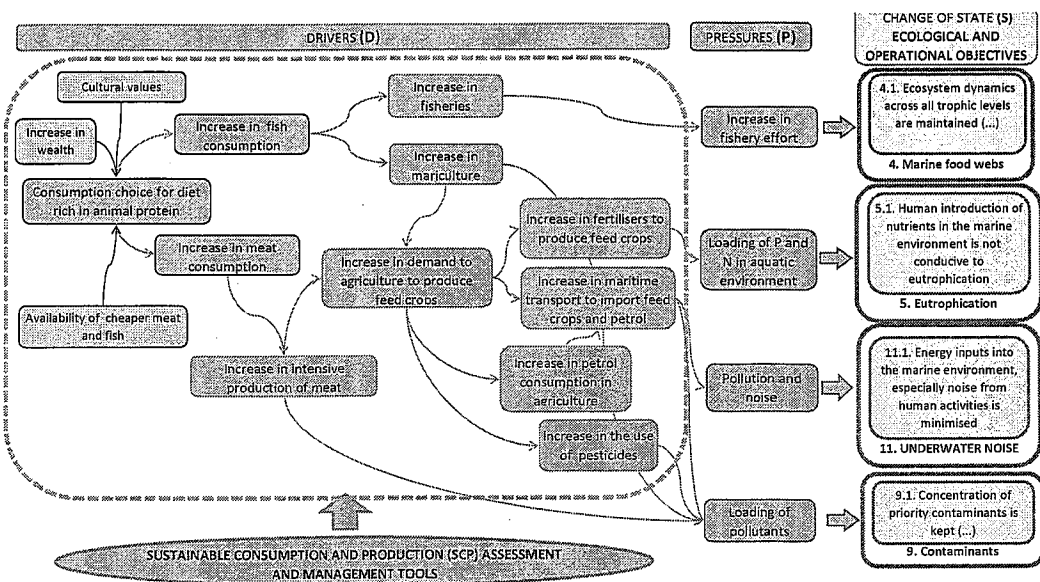 DRIVERS (D)
PRESSURES (P)
CHANGE OF STATE (S)
ECOLOGICAL AND
OPERATIONAL OBJECTIVES
Cultural values
Increase in
wealth
Increase in fish
consumption
Increase in
fisheries
Increase in
mariculture
Consumption choice for diet
rich in animal protein
Increase in meat
consumption
Availability of cheaper meat
and fish
Increase in demand to
agriculture to produce
feed crops
Increase in intensive
production of meat
Increase in fertilisers to
produce feed crops
Increase in maritime
transport to import feed
crops and petrol
Increase in petrol
consumption in
agriculture
Increase in the use
of pesticides
Increase in
fishery effort
Loading of P and
N in aquatic
environment
Pollution and
noise
Loading of
pollutants
4.1. Ecosystem dynamics
across all trophic levels
are maintained (...)
4. Marine food webs
5.1. Human introduction of
nutrients in the marine
environment is not
conducive to
eutrophication
5. Eutrophication
11.1. Energy inputs into
the marine environment,
especially noise from
human activities is
minimised
11. UNDERWATER NOISE
9.1. Concentration of
priority contaminants is
kept (...)
9. Contaminants
SUSTAINABLE CONSUMPTION AND PRODUCTION (SCP) ASSESSMENT
AND MANAGEMENT TOOLS